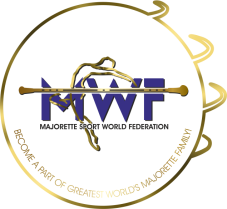 MWF
MAJORETTE SPORT WORLD FEDERATION
BECOME A PART OF GREATEST WORLD'S MAJORETTE FAMILY!